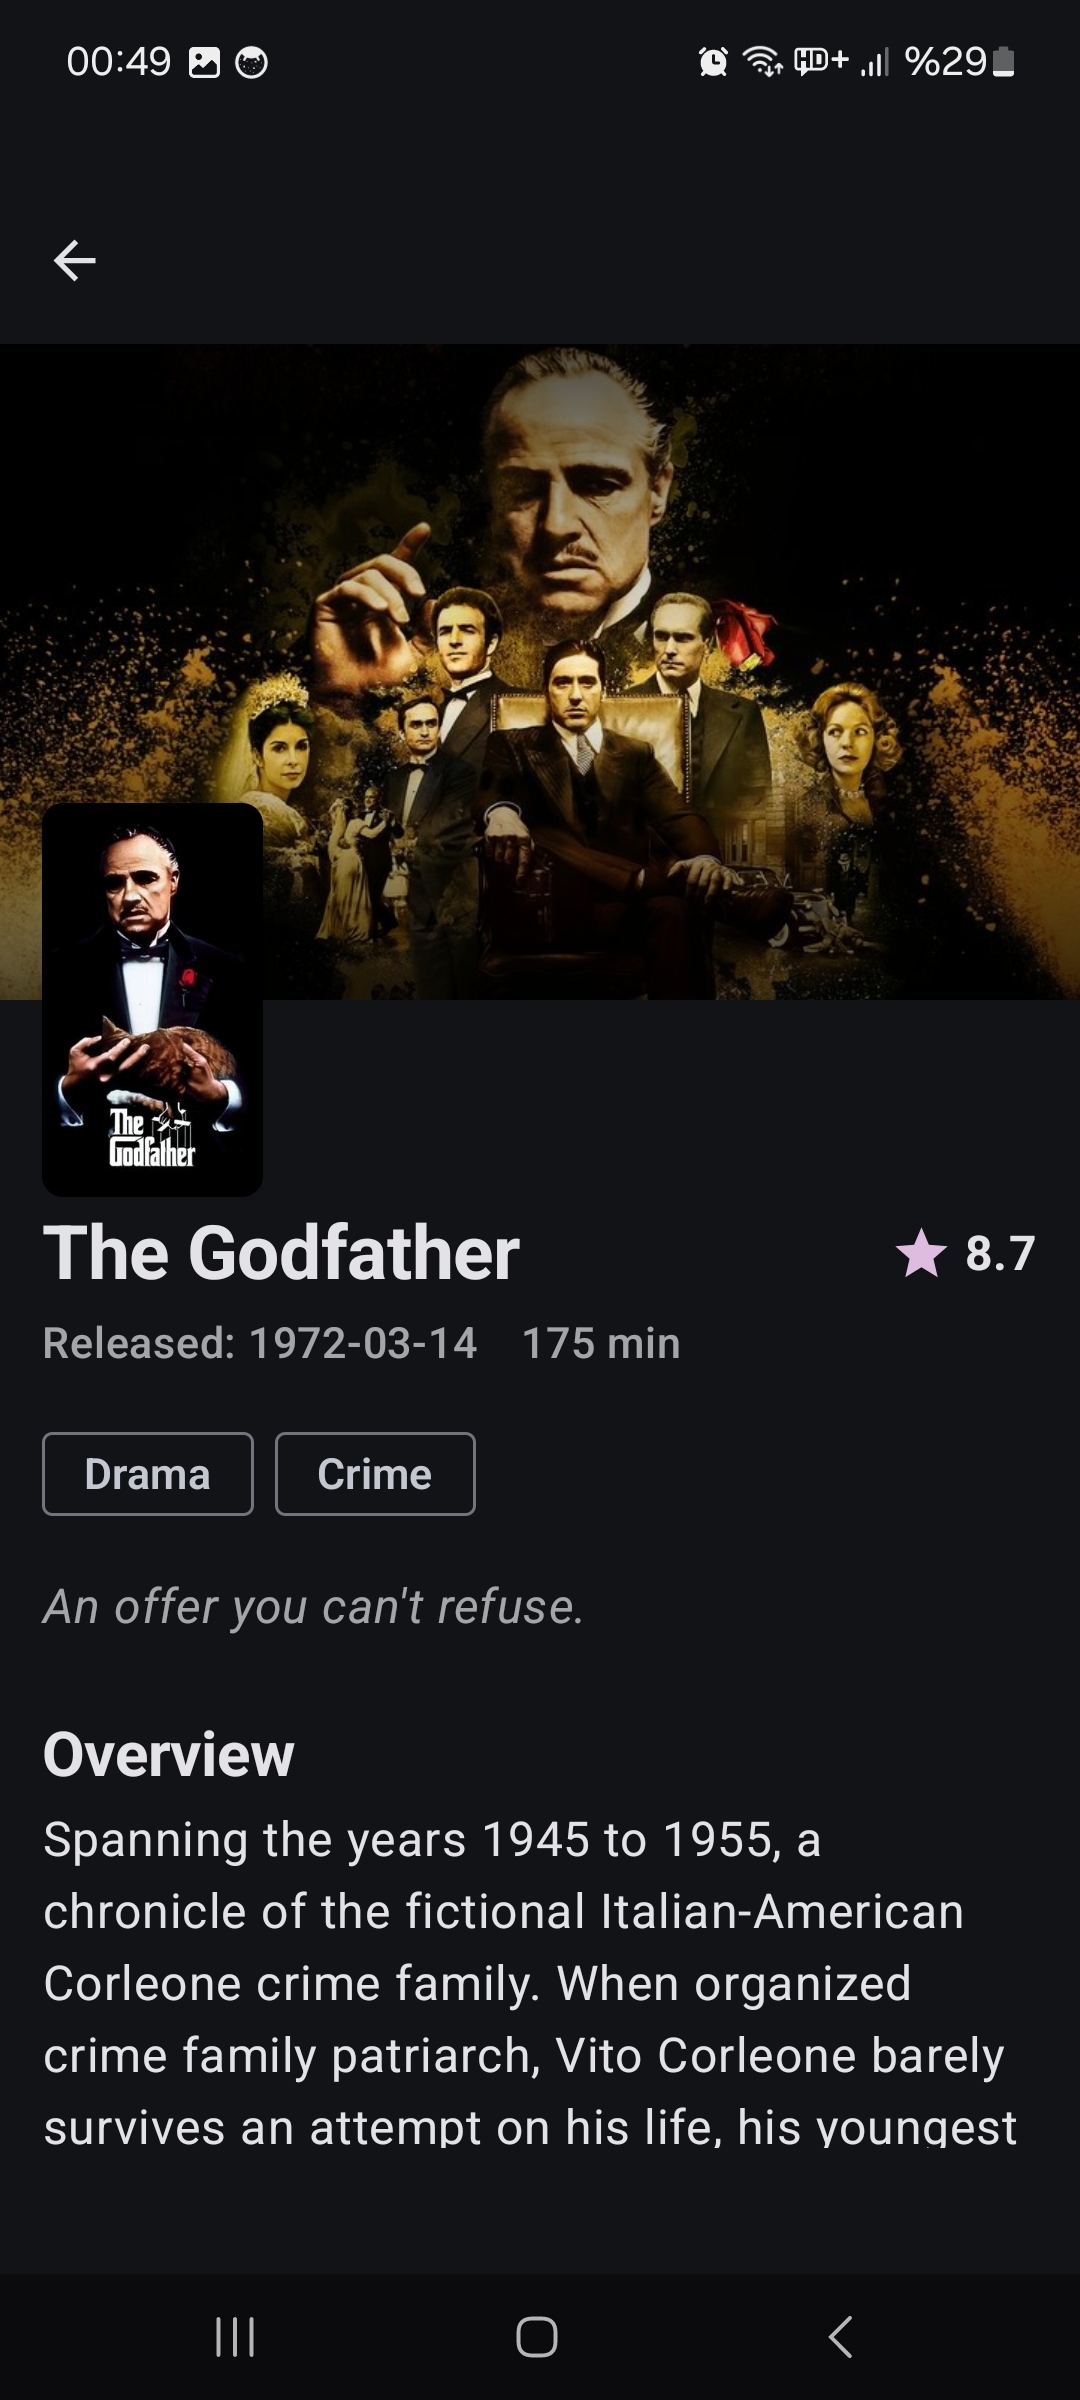 00:49 HD+ %29
The
Godfather
The Godfather 8.7
Released: 1972-03-14 175 min
Drama Crime
An offer you can't refuse.
Overview
Spanning the years 1945 to 1955, a
chronicle of the fictional Italian-American
Corleone crime family. When organized
crime family patriarch, Vito Corleone barely
survives an attempt on his life, his youngest